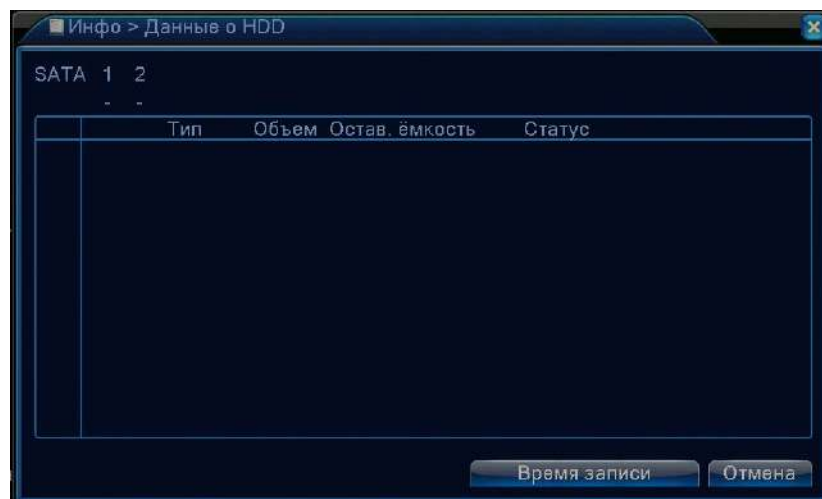 Инфо > Данные о HDD
SATA 1 2
- -
Тип Объем Остав. ёмкость Статус
Время записи Отмена